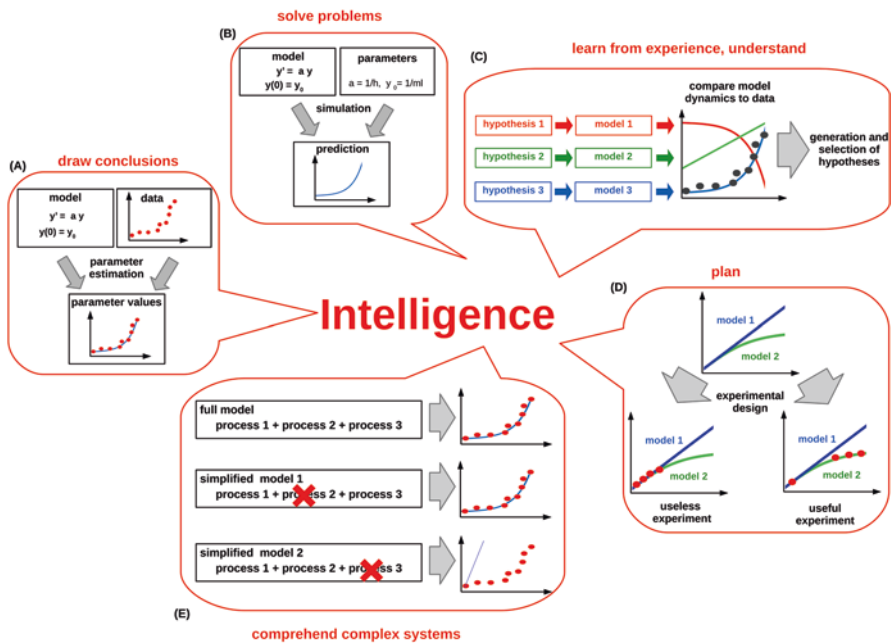 (A)
draw conclusions
model
y' = a y
y(0) = y0
data
parameter
estimation
parameter values
(B)
solve problems
model
y' = a y
y(0) = y0
parameters
a = 1/h, y0= 1/ml
simulation
prediction
(C)
learn from experience, understand
hypothesis 1
model 1
hypothesis 2
model 2
hypothesis 3
model 3
compare model
dynamics to data
generation and
selection of
hypotheses
Intelligence
(D)
plan
model 1
model 2
experimental
design
model 1
model 2
useless
experiment
model 1
model 2
useful
experiment
full model
process 1 + process 2 + process 3
simplified model 1
process 1 + process 2 + process 3
simplified model 2
process 1 + process 2 + process 3
(E)
comprehend complex systems